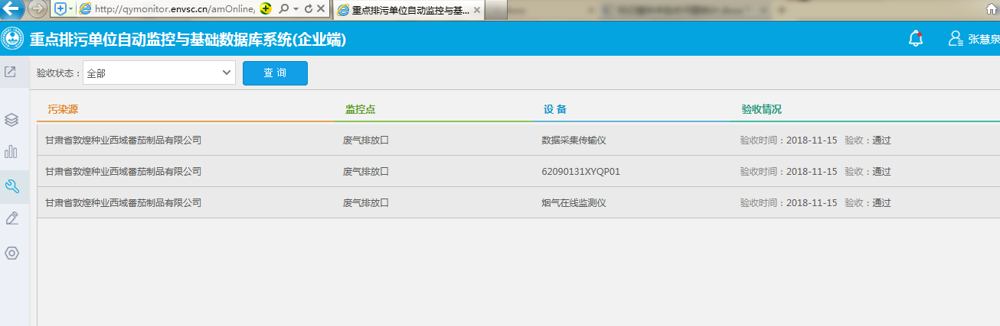 http://qymonitor.envsc.cn/amOnline,
重点排污单位自动监控与基...
重点排污单位自动监控与基础数据库系统(企业端)
张慧泉
验收状态：全部
查 询
污染源 监控点 设 备 验收情况
甘肃省敦煌种业西域番茄制品有限公司 废气排放口 数据采集传输仪 验收时间：2018-11-15 验收：通过
甘肃省敦煌种业西域番茄制品有限公司 废气排放口 62090131XYQP01 验收时间：2018-11-15 验收：通过
甘肃省敦煌种业西域番茄制品有限公司 废气排放口 烟气在线监测仪 验收时间：2018-11-15 验收：通过